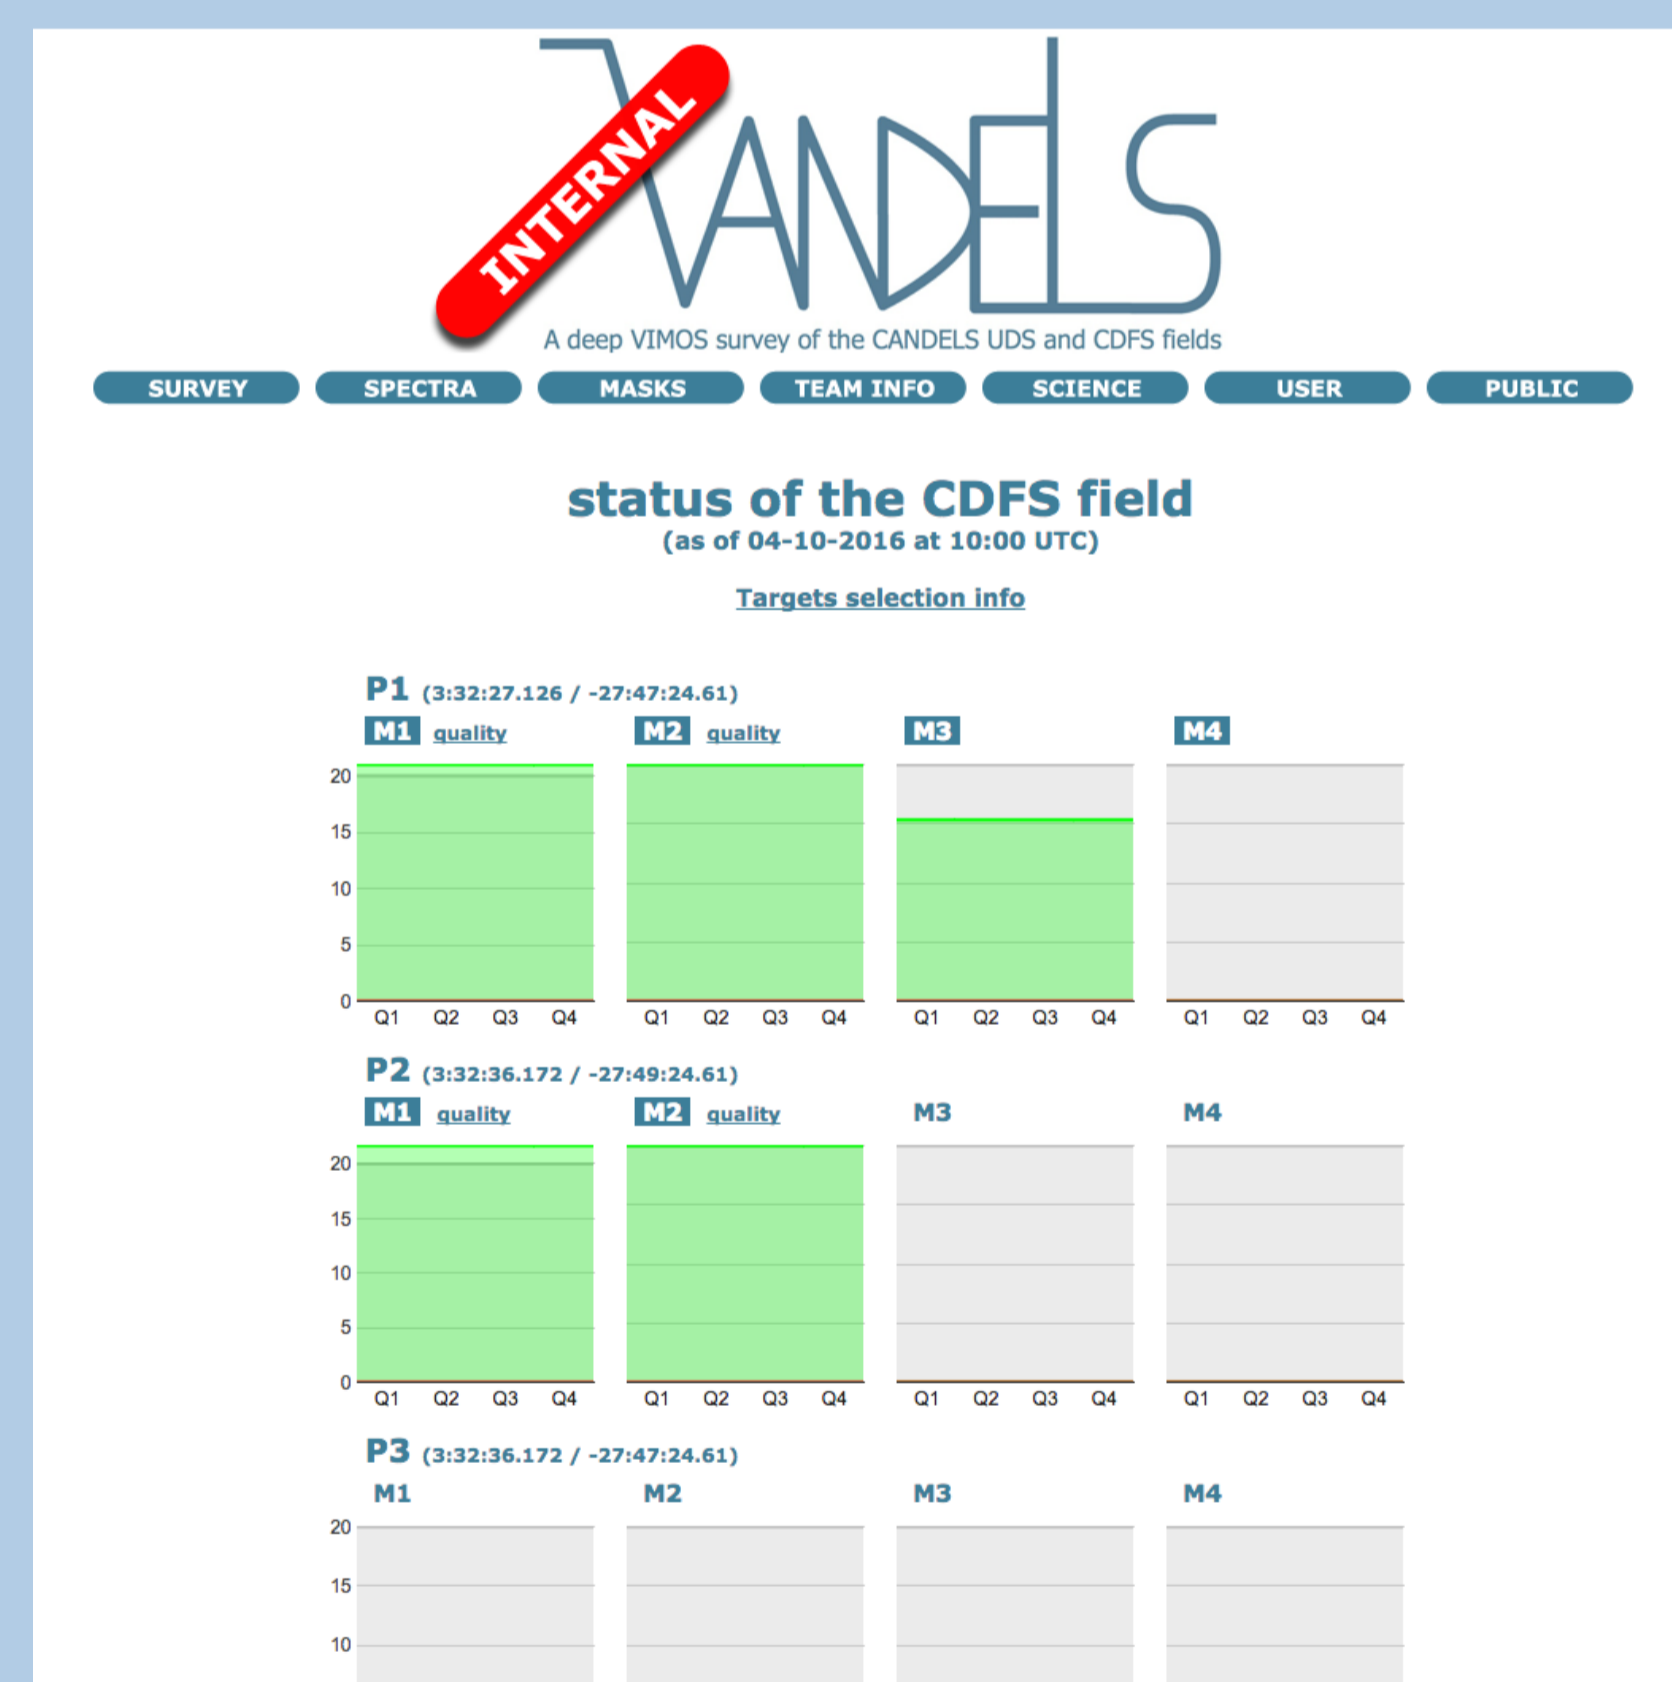 INTERNAL
VANDELS
A deep VIMOS survey of the CANDELS UDS and CDFS fields
SURVEY SPECTRA MASKS TEAM INFO SCIENCE USER PUBLIC
status of the CDFS field
(as of 04-10-2016 at 10:00 UTC)
Targets selection info
P1 (3:32:27.126 / -27:47:24.61)
M1 quality M2 quality M3 M4
20
15
10
5
0
Q1 Q2 Q3 Q4 Q1 Q2 Q3 Q4 Q1 Q2 Q3 Q4 Q1 Q2 Q3 Q4
P2 (3:32:36.172 / -27:49:24.61)
M1 quality M2 quality M3 M4
20
15
10
5
0
Q1 Q2 Q3 Q4 Q1 Q2 Q3 Q4 Q1 Q2 Q3 Q4 Q1 Q2 Q3 Q4
P3 (3:32:36.172 / -27:47:24.61)
M1 M2 M3 M4
20
15
10